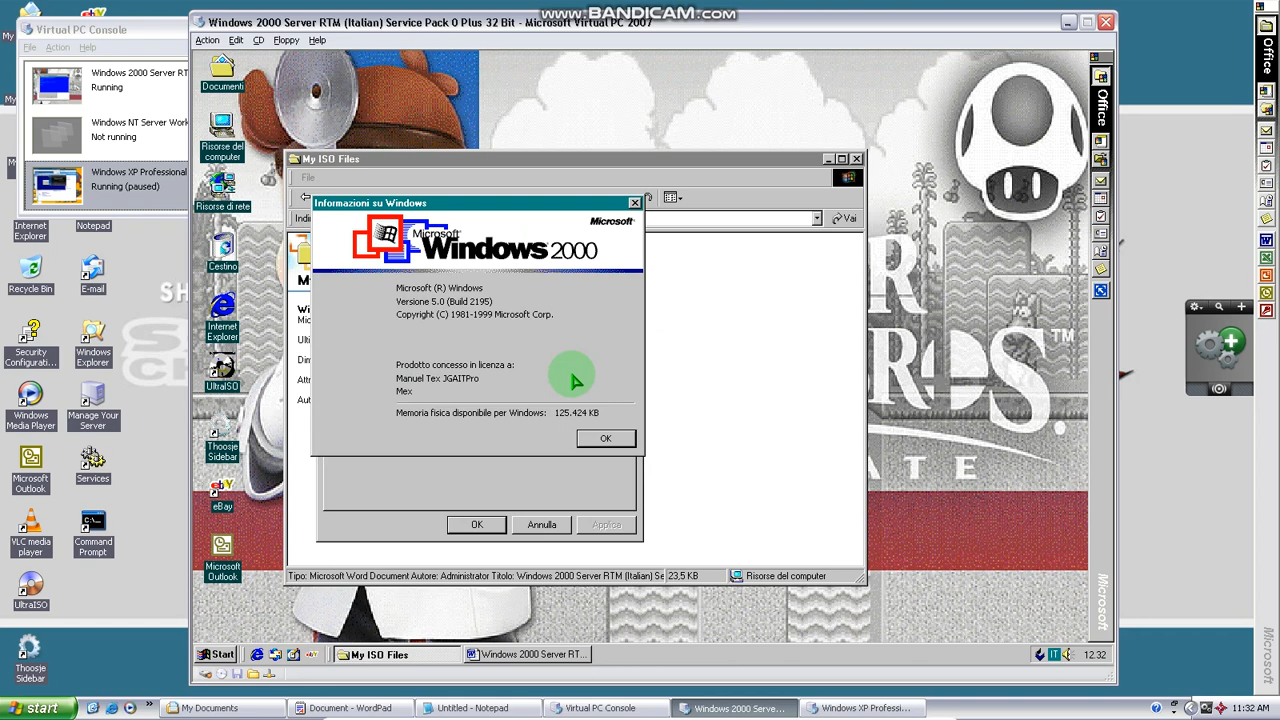 www.BANDICAM.com
Virtual PC Console
File Action Help
Windows 2000 Server RT
Running
Windows NT Server Work
Not running
Windows XP Professional
Running (paused)
Internet Explorer
Notepad
Recycle Bin
E-mail
Security Configurati...
Windows Explorer
Windows Media Player
Manage Your Server
Microsoft Outlook
Services
VLC media player
Command Prompt
UltraISO
Thoosje Sidebar
Windows 2000 Server RTM (Italian) Service Pack 0 Plus 32 Bit - Microsoft Virtual PC 2007
Action Edit CD Floppy Help
Documenti
Risorse del computer
Risorse di rete
Cestino
Internet Explorer
UltraISO
Thoosje Sidebar
eBay
Microsoft Outlook
My ISO Files
File
Indi
Vai
Informazioni su Windows
Microsoft
Microsoft
Windows 2000
Microsoft (R) Windows
Versione 5.0 (Build 2195)
Copyright (C) 1981-1999 Microsoft Corp.
Prodotto concesso in licenza a:
Manuel Tex JGAITPro
Mex
Memoria fisica disponibile per Windows: 125.424 KB
OK
OK Annulla Applica
Tipo: Microsoft Word Document Autore: Administrator Titolo: Windows 2000 Server RTM (Italian) Se 23,5 KB Risorse del computer
Office
Microsoft
Start My ISO Files Windows 2000 Server RT... IT 12.32
Office
Microsoft
start My Documents Document - WordPad Untitled - Notepad Virtual PC Console Windows 2000 Serve... Windows XP Professi... 11:32 AM